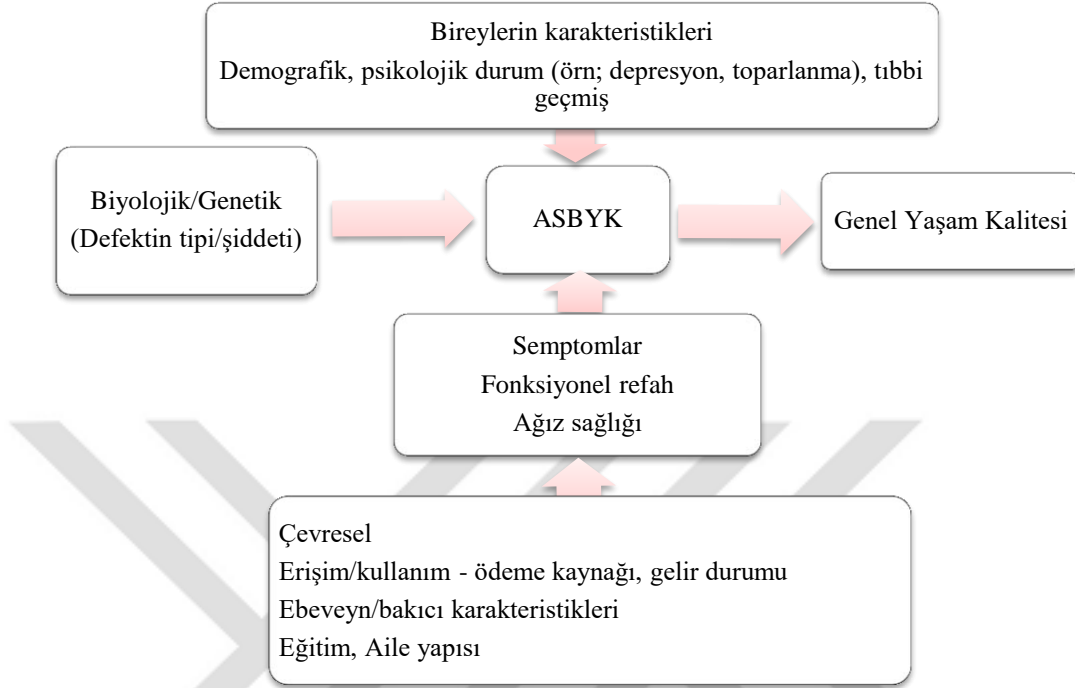 Bireylerin karakteristikleri
Demografik, psikolojik durum (örn; depresyon, toparlanma), tıbbi
geçmiş
Biyolojik/Genetik
(Defektin tipi/şiddeti)
ASBYK
Genel Yaşam Kalitesi
Semptomlar
Fonksiyonel refah
Ağız sağlığı
Çevresel
Erişim/kullanım - ödeme kaynağı, gelir durumu
Ebeveyn/bakıcı karakteristikleri
Eğitim, Aile yapısı